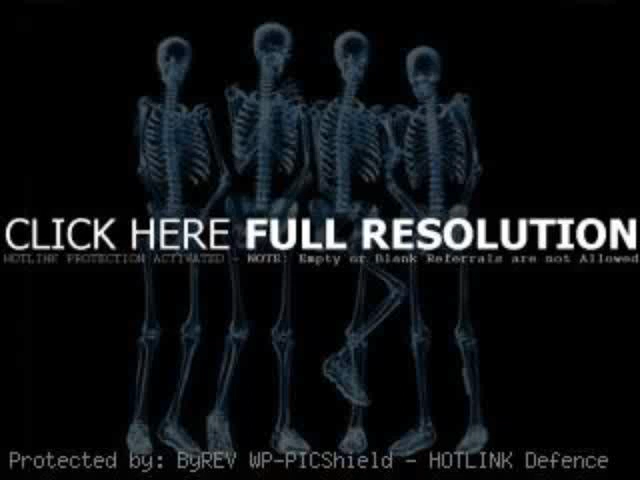 CLICK HERE FULL RESOLUTION
HOTLINK PROTECTION ACTIVATED - NOTE: Empty or Blank Referrals are not Allowed
Protected by: ByREV WP-PICShield - HOTLINK Defence